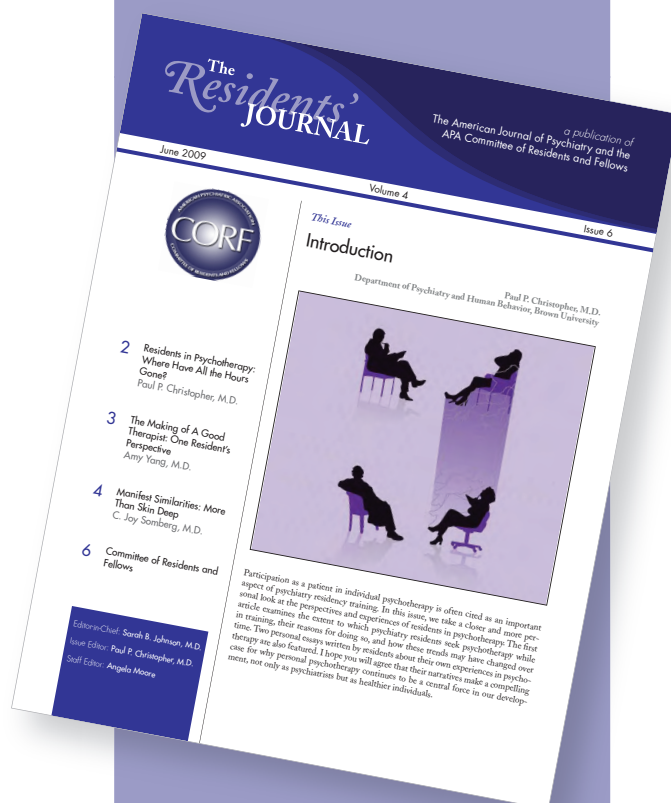 The
Residents'
JOURNAL
a publication of
The American Journal of Psychiatry and the
APA Committee of Residents and Fellows
June 2009
Volume 4
Issue 6
AMERICAN PSYCHIATRIC ASSOCIATION
CORF
COMMITTEE OF RESIDENTS AND FELLOWS
2 Residents in Psychotherapy:
Where Have All the Hours
Gone?
Paul P. Christopher, M.D.
3 The Making of A Good
Therapist: One Resident's
Perspective
Amy Yang, M.D.
4 Manifest Similarities: More
Than Skin Deep
C. Joy Somberg, M.D.
6 Committee of Residents and
Fellows
Editor-in-Chief: Sarah B. Johnson, M.D.
Issue Editor: Paul P. Christopher, M.D.
Staff Editor: Angela Moore
This Issue
Introduction
Paul P. Christopher, M.D.
Department of Psychiatry and Human Behavior, Brown University
Participation as a patient in individual psychotherapy is often cited as an important
aspect of psychiatry residency training. In this issue, we take a closer and more per-
sonal look at the perspectives and experiences of residents in psychotherapy. The first
article examines the extent to which psychiatry residents seek psychotherapy while
in training, their reasons for doing so, and how these trends may have changed over
time. Two personal essays written by residents about their own experiences in psycho-
therapy are also featured. I hope you will agree that their narratives make a compelling
case for why personal psychotherapy continues to be a central force in our develop-
ment, not only as psychiatrists but as healthier individuals.